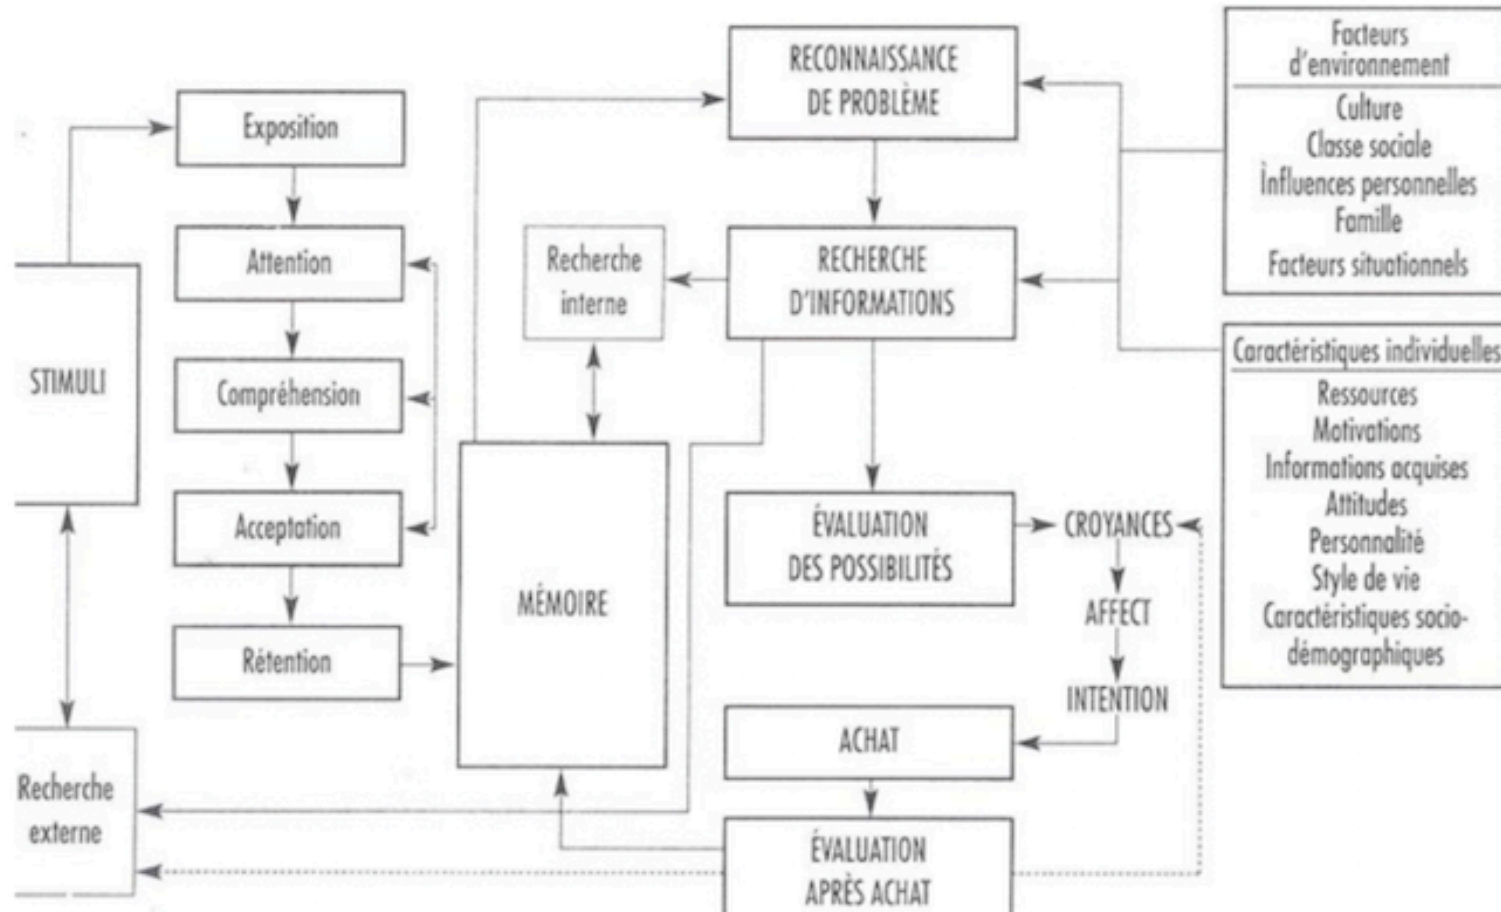 STIMULI
Recherche
externe
Exposition
Attention
Compréhension
Acceptation
Rétention
Recherche
interne
MÉMOIRE
RECONNAISSANCE
DE PROBLÈME
RECHERCHE
D'INFORMATIONS
ÉVALUATION
DES POSSIBILITÉS
CROYANCES
AFFECT
INTENTION
ACHAT
ÉVALUATION
APRÈS ACHAT
Facteurs
d'environnement
Culture
Classe sociale
Influences personnelles
Famille
Facteurs situationnels
Caractéristiques individuelles
Ressources
Motivations
Informations acquises
Attitudes
Personnalité
Style de vie
Caractéristiques socio-
démographiques